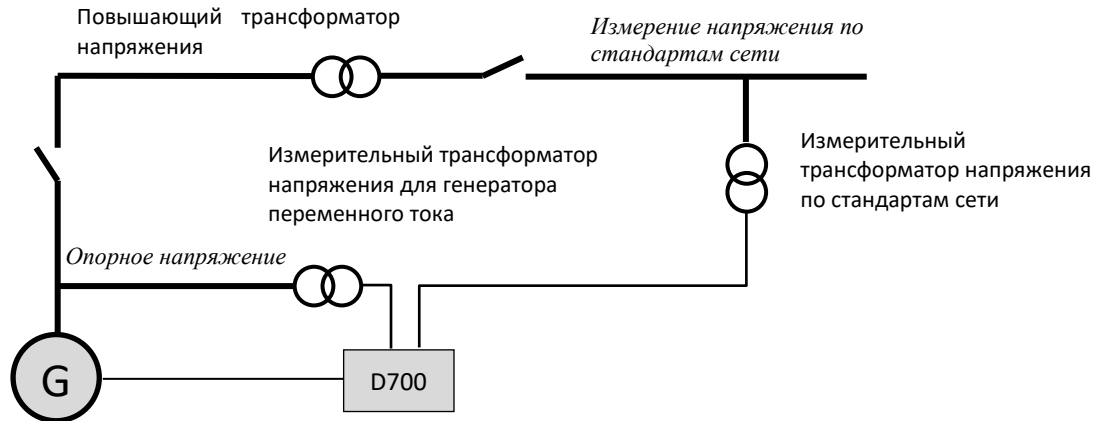 Повышающий трансформатор
напряжения
Измерение напряжения по
стандартам сети
Измерительный трансформатор
напряжения для генератора
переменного тока
Измерительный
трансформатор напряжения
по стандартам сети
Опорное напряжение
G
D700